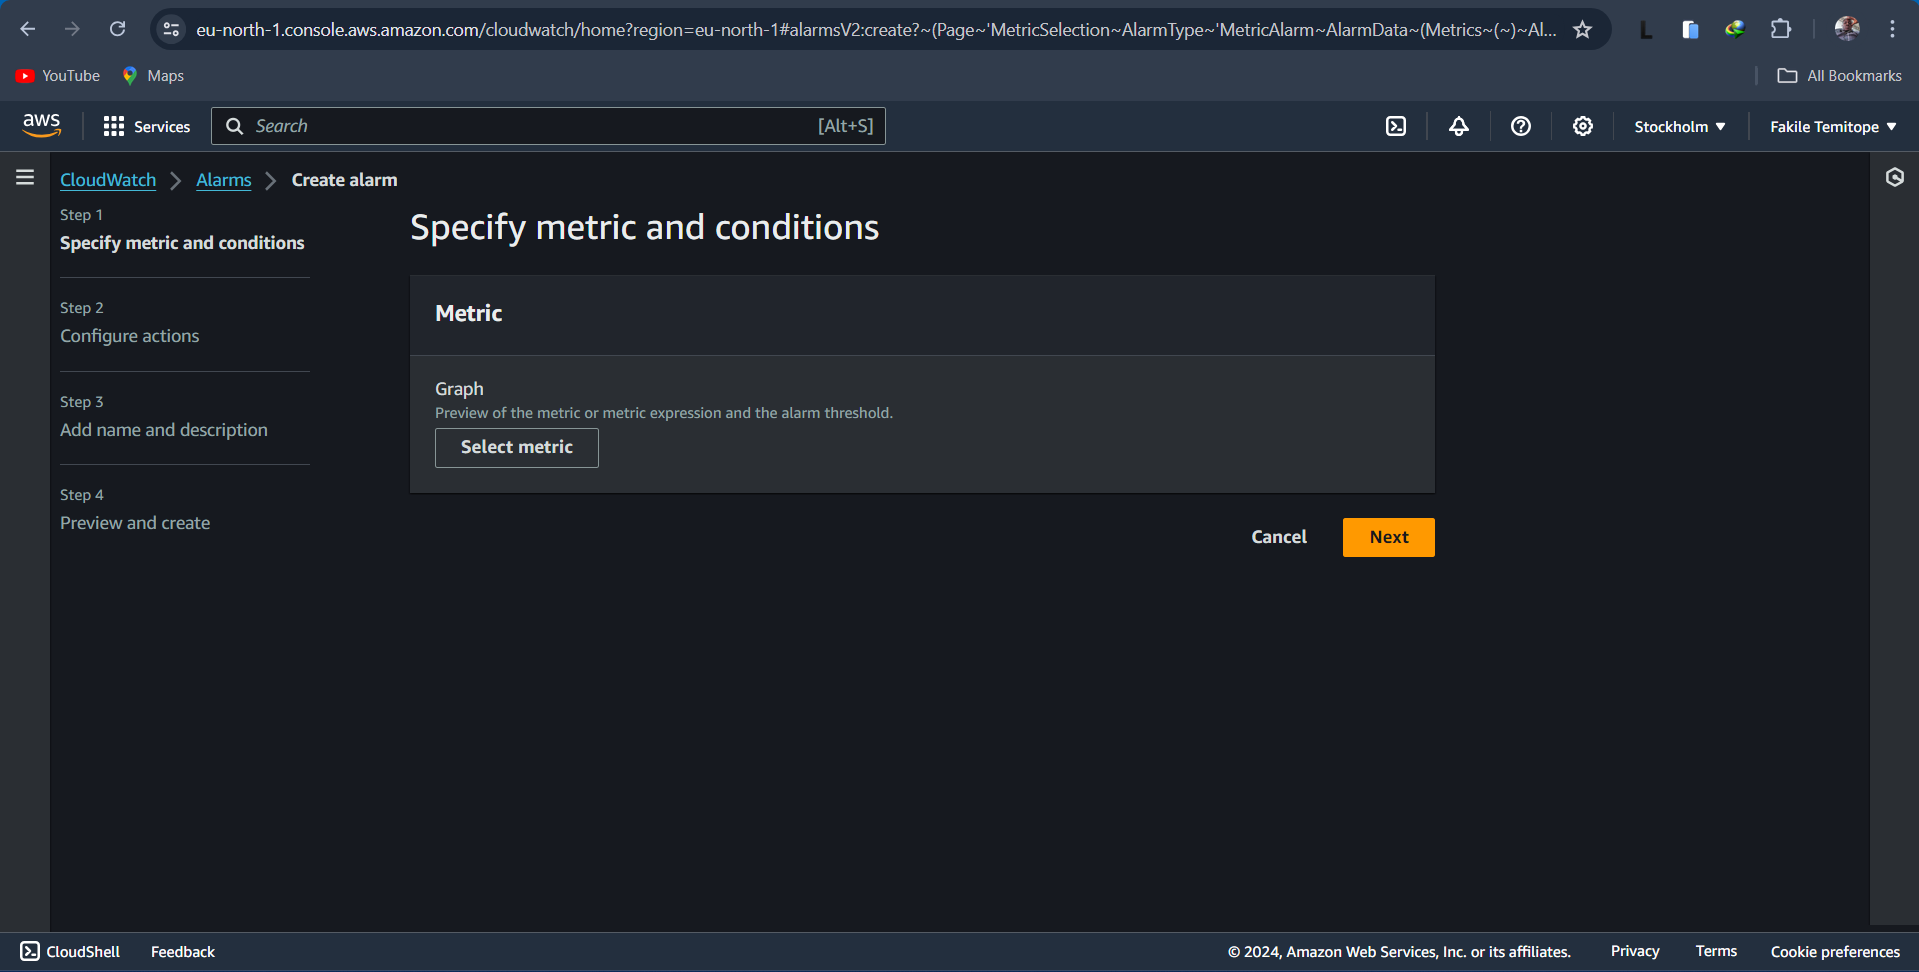 eu-north-1.console.aws.amazon.com/cloudwatch/home?region=eu-north-1#alarmsV2:create?~(Page~'MetricSelection~AlarmType~'MetricAlarm~AlarmData~(Metrics~(~)~Al...
L
YouTube Maps All Bookmarks
aws Services Search [Alt+S] Stockholm Fakile Temitope
CloudWatch Alarms Create alarm
Step 1
Specify metric and conditions
Step 2
Configure actions
Step 3
Add name and description
Step 4
Preview and create
Specify metric and conditions
Metric
Graph
Preview of the metric or metric expression and the alarm threshold.
Select metric
Cancel Next
CloudShell Feedback © 2024, Amazon Web Services, Inc. or its affiliates. Privacy Terms Cookie preferences